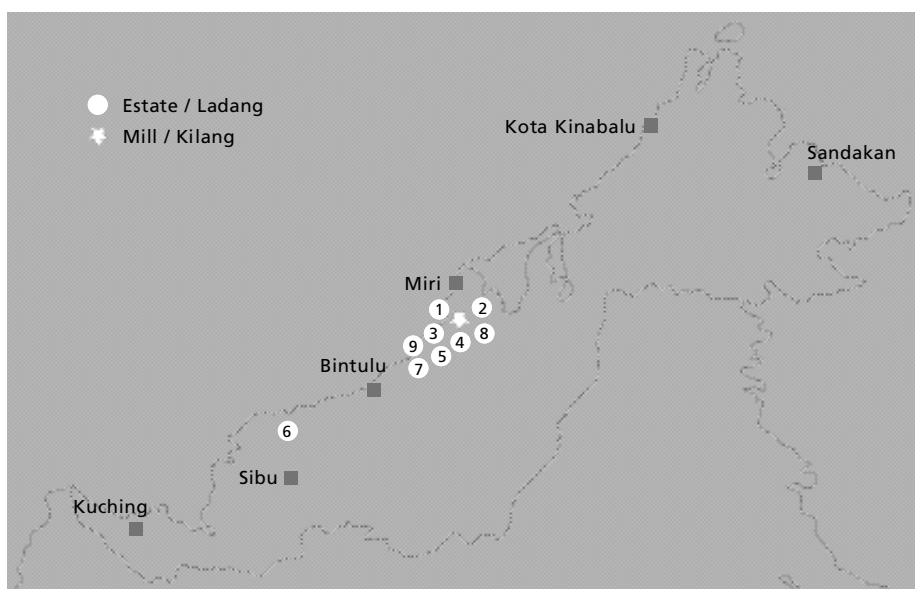 Estate / Ladang
Mill / Kilang
Kota Kinabalu
Sandakan
Miri
1
2
3
8
4
9
5
7
Bintulu
6
Sibu
Kuching